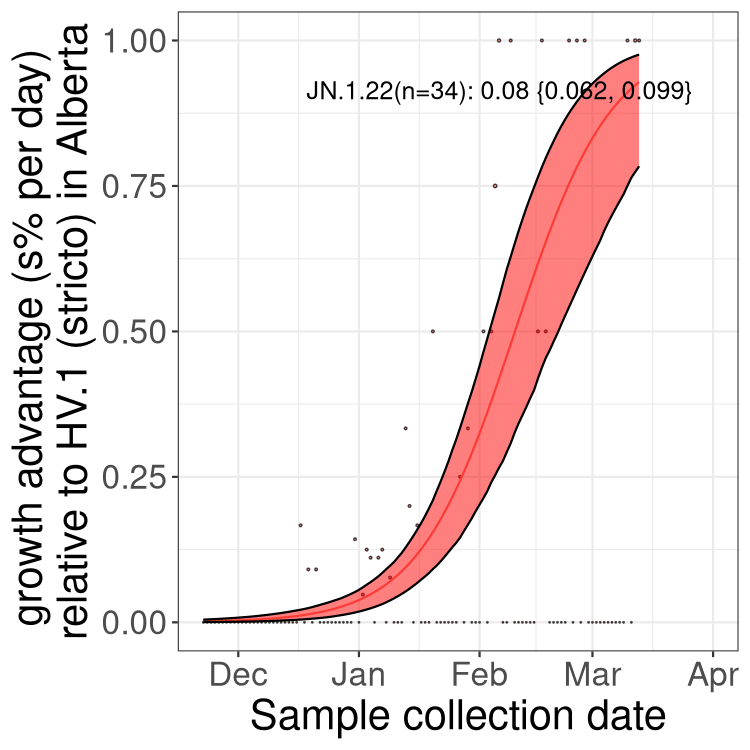 growth advantage (s% per day)
relative to HV.1 (stricto) in Alberta
1.00
0.75
0.50
0.25
0.00
JN.1.22(n=34): 0.08 {0.062, 0.099}
Dec Jan Feb Mar Apr
Sample collection date